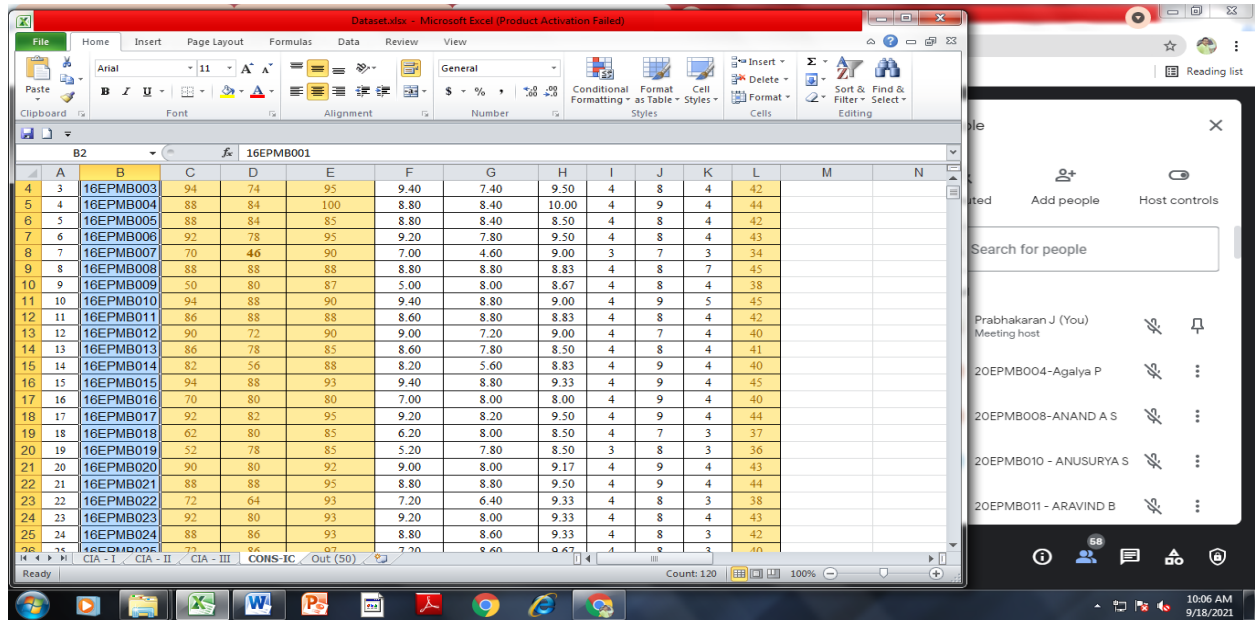 Dataset.xlsx - Microsoft Excel (Product Activation Failed)
File Home Insert Page Layout Formulas Data Review View
Paste
Arial 11 A A
General
B I U A
$ % ,
Conditional Formatting as Table Styles
Format
Cell
Insert
Delete
Format
Σ
Sort & Filter
Find & Select
Clipboard Font Alignment Number Styles Cells Editing
B2 fx 16EPMB001
A B C D E F G H I J K L M N
4 3 16EPMB003 94 74 95 9.40 7.40 9.50 4 8 4 42
5 4 16EPMB004 88 84 100 8.80 8.40 10.00 4 9 4 44
6 5 16EPMB005 88 84 85 8.80 8.40 8.50 4 8 4 42
7 6 16EPMB006 92 78 95 9.20 7.80 9.50 4 8 4 43
8 7 16EPMB007 70 46 90 7.00 4.60 9.00 3 7 3 34
9 8 16EPMB008 88 88 88 8.80 8.80 8.83 4 8 7 45
10 9 16EPMB009 50 80 87 5.00 8.00 8.67 4 8 4 38
11 10 16EPMB010 94 88 90 9.40 8.80 9.00 4 9 5 45
12 11 16EPMB011 86 88 88 8.60 8.80 8.83 4 8 4 42
13 12 16EPMB012 90 72 90 9.00 7.20 9.00 4 7 4 40
14 13 16EPMB013 86 78 85 8.60 7.80 8.50 4 8 4 41
15 14 16EPMB014 82 56 88 8.20 5.60 8.83 4 9 4 40
16 15 16EPMB015 94 88 93 9.40 8.80 9.33 4 9 4 45
17 16 16EPMB016 70 80 80 7.00 8.00 8.00 4 9 4 40
18 17 16EPMB017 92 82 95 9.20 8.20 9.50 4 9 4 44
19 18 16EPMB018 62 80 85 6.20 8.00 8.50 4 7 3 37
20 19 16EPMB019 52 78 85 5.20 7.80 8.50 3 8 3 36
21 20 16EPMB020 90 80 92 9.00 8.00 9.17 4 9 4 43
22 21 16EPMB021 88 88 95 8.80 8.80 9.50 4 9 4 44
23 22 16EPMB022 72 64 93 7.20 6.40 9.33 4 8 3 38
24 23 16EPMB023 92 80 93 9.20 8.00 9.33 4 8 4 43
25 24 16EPMB024 88 86 93 8.80 8.60 9.33 4 8 3 42
26 25 16EPMB025 72 86 97 7.20 8.60 9.67 4 8 3 40
CIA - I CIA - II CIA - III CONS-IC Out (50)
Ready Count: 120 100%
Reading list
Add people Host controls
Search for people
Prabhakaran J (You)
Meeting host
20EPMB004-Agalya P
20EPMB008-ANAND A S
20EPMB010 - ANUSURYA S
20EPMB011 - ARAVIND B
58
10:06 AM
9/18/2021